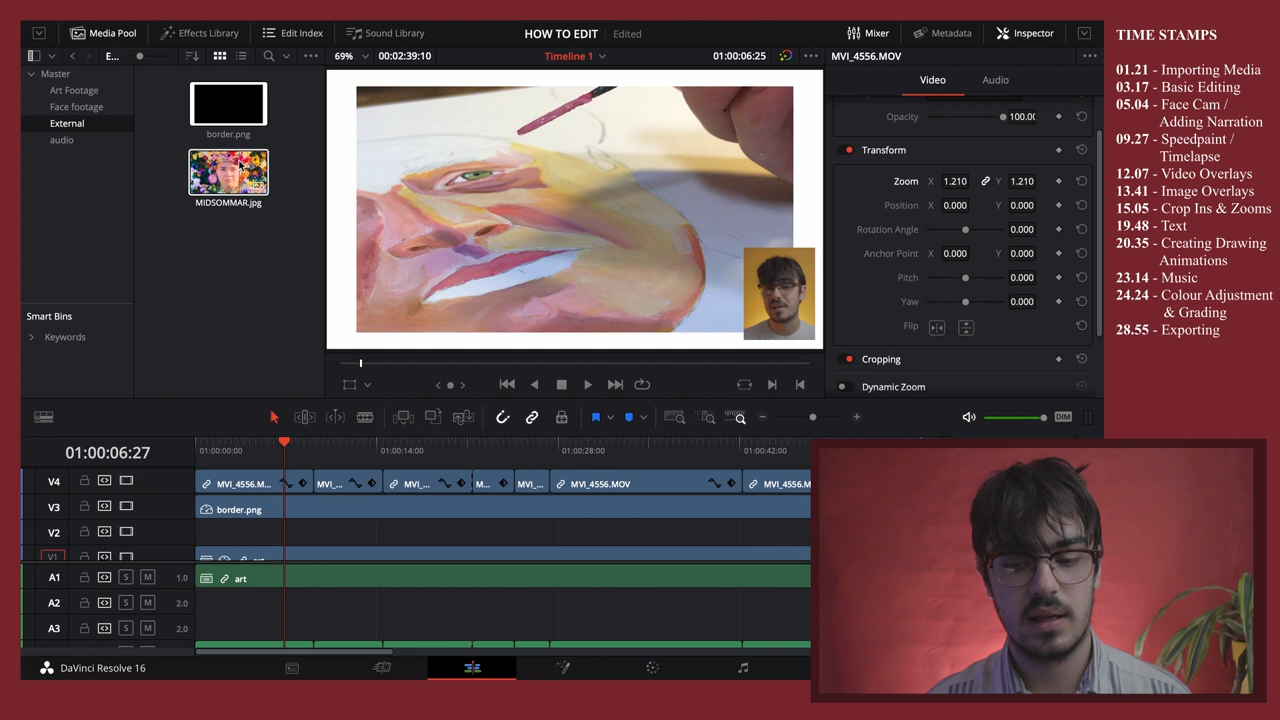 Media Pool
Effects Library
Edit Index
Sound Library
HOW TO EDIT
Edited
Mixer
Metadata
Inspector
E...
69%
00:02:39:10
Timeline 1
01:00:06:25
MVI_4556.MOV
Master
Art Footage
Face footage
External
audio
border.png
MIDSOMMAR.jpg
Smart Bins
Keywords
Video
Audio
Opacity
100.00
Transform
Zoom X 1.210 Y 1.210
Position X 0.000 Y 0.000
Rotation Angle 0.000
Anchor Point X 0.000 Y 0.000
Pitch 0.000
Yaw 0.000
Flip
Cropping
Dynamic Zoom
DIM
01:00:06:27
01:00:00:00
01:00:14:00
01:00:28:00
01:00:42:00
V4
MVI_4556.M...
MVI_...
MVI_...
M...
MVI_...
MVI_4556.MOV
MVI_4556.M
V3
border.png
V2
V1
art
A1
S
M
1.0
art
A2
S
M
2.0
A3
S
M
2.0
DaVinci Resolve 16
TIME STAMPS
01.21 - Importing Media
03.17 - Basic Editing
05.04 - Face Cam /
Adding Narration
09.27 - Speedpaint /
Timelapse
12.07 - Video Overlays
13.41 - Image Overlays
15.05 - Crop Ins & Zooms
19.48 - Text
20.35 - Creating Drawing
Animations
23.14 - Music
24.24 - Colour Adjustment
& Grading
28.55 - Exporting